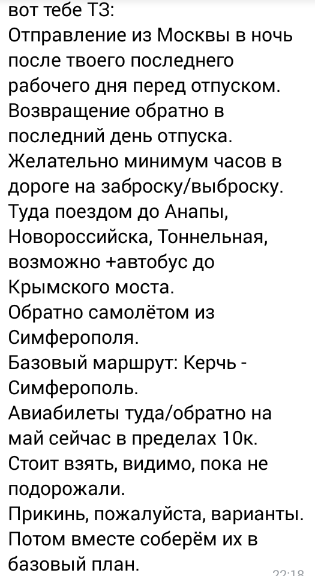 вот тебе ТЗ:
Отправление из Москвы в ночь
после твоего последнего
рабочего дня перед отпуском.
Возвращение обратно в
последний день отпуска.
Желательно минимум часов в
дороге на заброску/выброску.
Туда поездом до Анапы,
Новороссийска, Тоннельная,
возможно +автобус до
Крымского моста.
Обратно самолётом из
Симферополя.
Базовый маршрут: Керчь -
Симферополь.
Авиабилеты туда/обратно на
май сейчас в пределах 10к.
Стоит взять, видимо, пока не
подорожали.
Прикинь, пожалуйста, варианты.
Потом вместе соберём их в
базовый план.
22:18